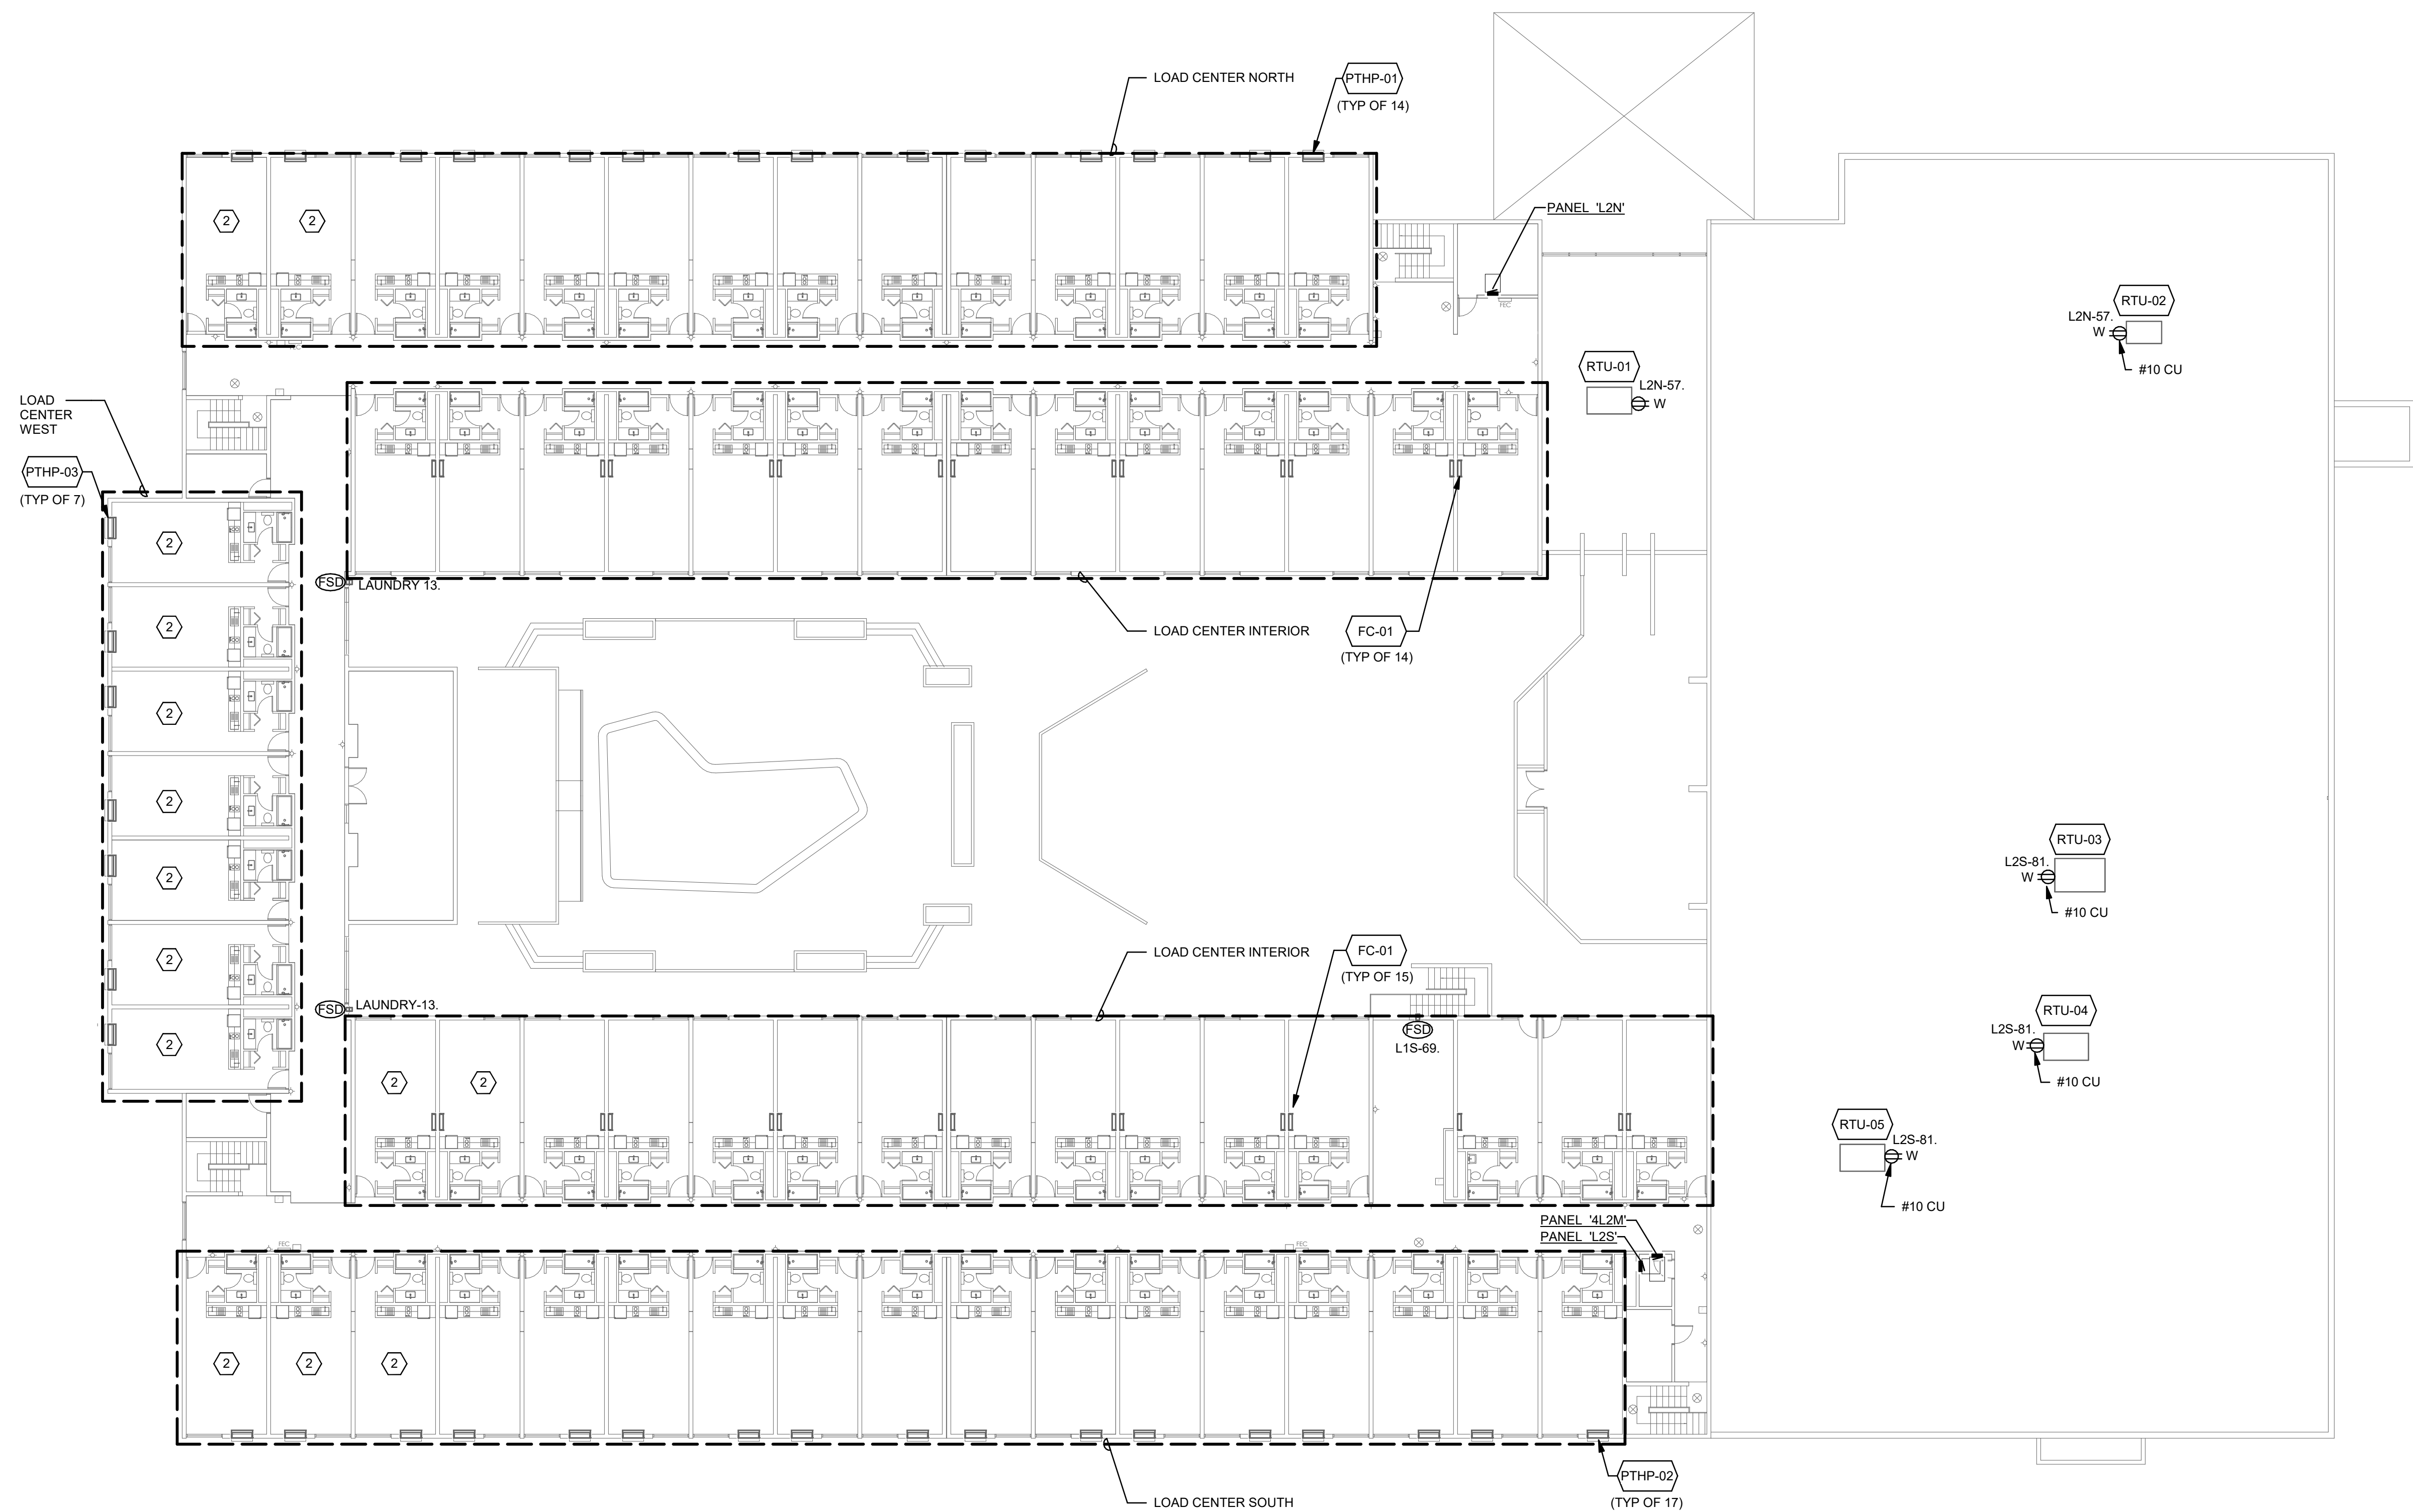 LOAD CENTER NORTH
PTHP-01
(TYP OF 14)
PANEL 'L2N'
2
2
FEC
RTU-02
L2N-57.
W
#10 CU
FEC
RTU-01
L2N-57.
W
LOAD
CENTER
WEST
PTHP-03
(TYP OF 7)
2
2
2
2
2
2
2
FSD
LAUNDRY 13.
LOAD CENTER INTERIOR
FC-01
(TYP OF 14)
RTU-03
L2S-81.
W
#10 CU
LOAD CENTER INTERIOR
FC-01
(TYP OF 15)
FSD
LAUNDRY-13.
FSD
L1S-69.
RTU-04
L2S-81.
W
#10 CU
2
2
RTU-05
L2S-81.
W
#10 CU
PANEL '4L2M'
PANEL 'L2S'
FEC
FEC
2
2
2
PTHP-02
(TYP OF 17)
LOAD CENTER SOUTH